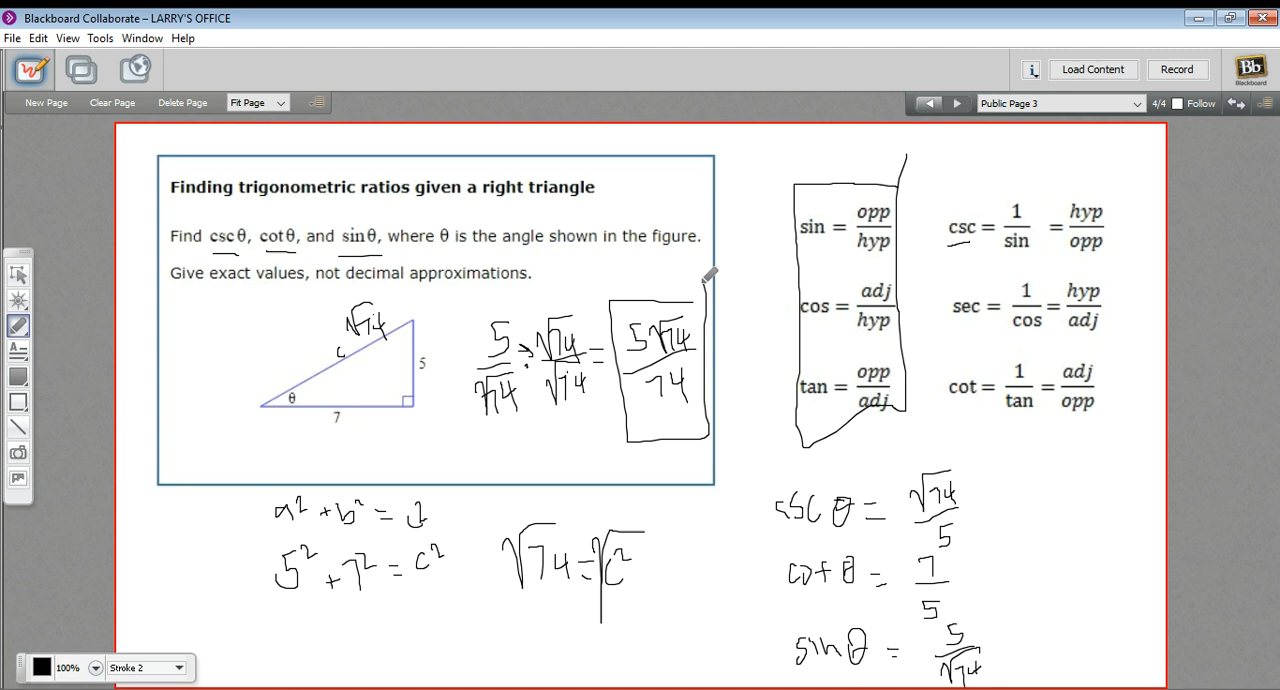 Blackboard Collaborate – LARRY'S OFFICE
File Edit View Tools Window Help
i Load Content Record Bb Blackboard
New Page Clear Page Delete Page Fit Page Public Page 3 4/4 Follow
Finding trigonometric ratios given a right triangle
Find cscθ, cotθ, and sinθ, where θ is the angle shown in the figure.
Give exact values, not decimal approximations.
√74
c
5
θ
7
5/√74 · √74/√74 = 5√74/74
sin = opp/hyp csc = 1/sin = hyp/opp
cos = adj/hyp sec = 1/cos = hyp/adj
tan = opp/adj cot = 1/tan = adj/opp
5² + 7² = c²
√74 = √c²
csc θ = √74/5
cot θ = 7/5
sin θ = 5/√74
100% Stroke 2